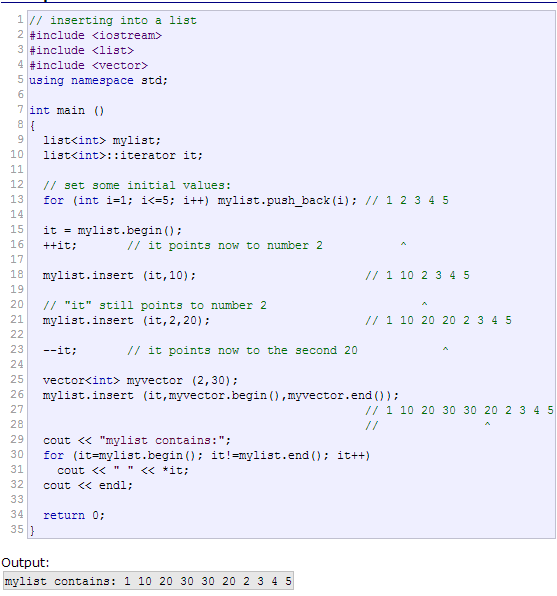 1 // inserting into a list
2 #include <iostream>
3 #include <list>
4 #include <vector>
5 using namespace std;
6
7 int main ()
8 {
9   list<int> mylist;
10   list<int>::iterator it;
11
12   // set some initial values:
13   for (int i=1; i<=5; i++) mylist.push_back(i); // 1 2 3 4 5
14
15   it = mylist.begin();
16   ++it;       // it points now to number 2           ^
17
18   mylist.insert (it,10);                        // 1 10 2 3 4 5
19
20   // "it" still points to number 2                      ^
21   mylist.insert (it,2,20);                      // 1 10 20 20 2 3 4 5
22
23   --it;       // it points now to the second 20            ^
24
25   vector<int> myvector (2,30);
26   mylist.insert (it,myvector.begin(),myvector.end());
27                                                 // 1 10 20 30 30 20 2 3 4 5
28                                                 //               ^
29   cout << "mylist contains:";
30   for (it=mylist.begin(); it!=mylist.end(); it++)
31     cout << " " << *it;
32   cout << endl;
33
34   return 0;
35 }
Output:
mylist contains: 1 10 20 30 30 20 2 3 4 5